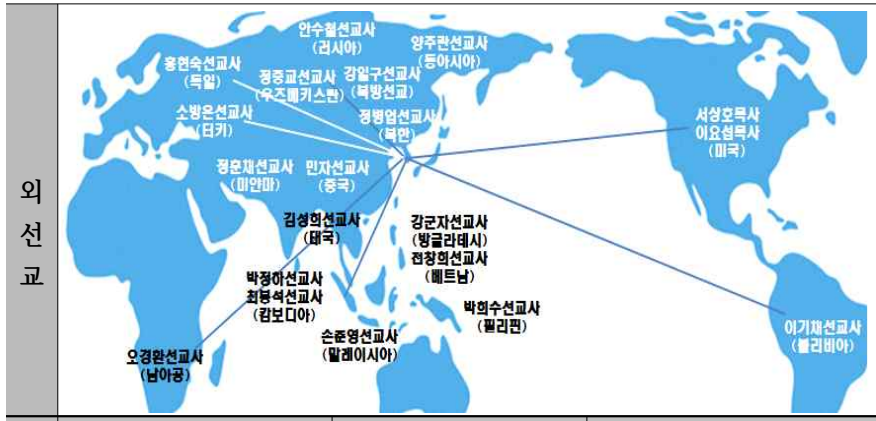 외
선
교
안수철선교사
(러시아)
양주란선교사
(동아시아)
홍현숙선교사
(독일)
정중교선교사
(우즈메키스탄)
강일구선교사
(북방선교)
소방은선교사
(터키)
정병업선교사
(북한)
서상호목사
이요섭목사
(미국)
정훈채선교사
(미얀마)
민자선교사
(중국)
김성희선교사
(태국)
강군자선교사
(방글라데시)
전창희선교사
(베트남)
박정하선교사
최봉석선교사
(캄보디아)
박희수선교사
(필리핀)
손준영선교사
(말레이시아)
이기채선교사
(볼리비아)
오경환선교사
(남아공)